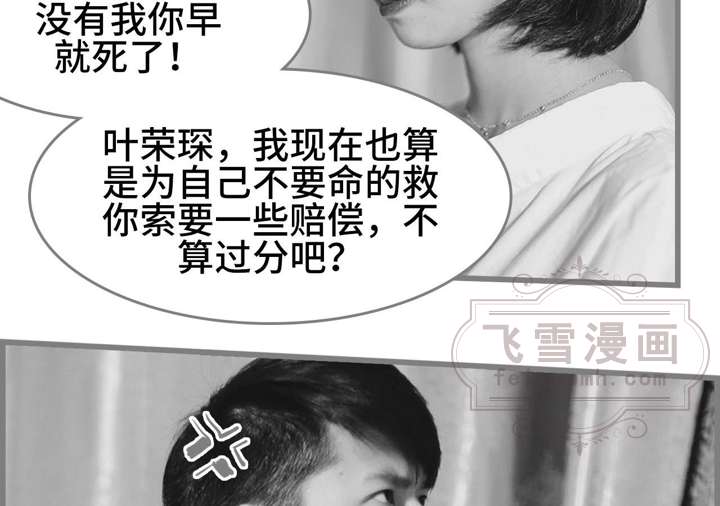 没有我你早
就死了！
叶荣琛，我现在也算
是为自己不要命的救
你索要一些赔偿，不
算过分吧？
飞雪漫画